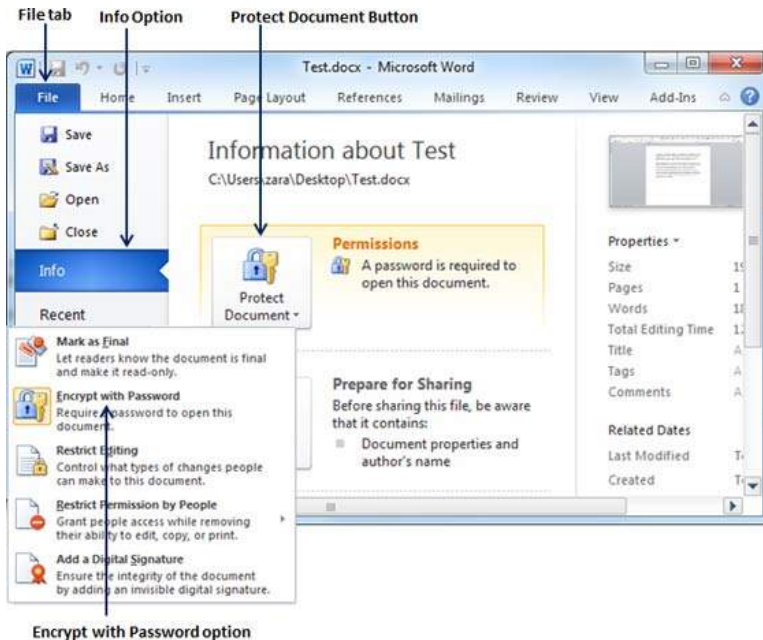 File tab Info Option Protect Document Button
Test.docx - Microsoft Word
File Home Insert Page Layout References Mailings Review View Add-Ins
Save
Save As
Open
Close
Info
Recent
Information about Test
C:\Users\zara\Desktop\Test.docx
Protect
Document
Permissions
A password is required to
open this document.
Prepare for Sharing
Before sharing this file, be aware
that it contains:
Document properties and
author's name
Properties
Size
Pages 1
Words
Total Editing Time
Title
Tags
Comments
Related Dates
Last Modified
Created
Mark as Final
Let readers know the document is final
and make it read-only.
Encrypt with Password
Require a password to open this
document.
Restrict Editing
Control what types of changes people
can make to this document.
Restrict Permission by People
Grant people access while removing
their ability to edit, copy, or print.
Add a Digital Signature
Ensure the integrity of the document
by adding an invisible digital signature.
Encrypt with Password option